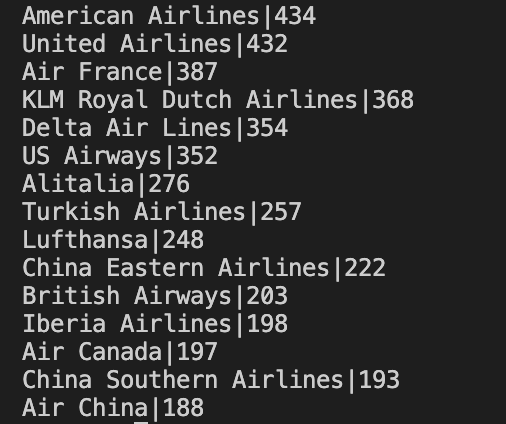 American Airlines|434
United Airlines|432
Air France|387
KLM Royal Dutch Airlines|368
Delta Air Lines|354
US Airways|352
Alitalia|276
Turkish Airlines|257
Lufthansa|248
China Eastern Airlines|222
British Airways|203
Iberia Airlines|198
Air Canada|197
China Southern Airlines|193
Air China|188